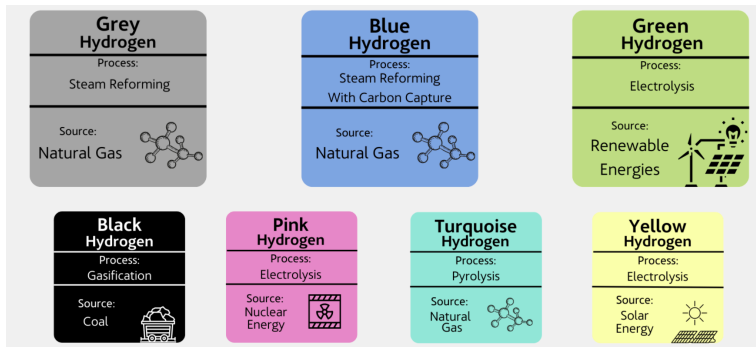 Grey
Hydrogen
Process:
Steam Reforming
Source:
Natural Gas
Blue
Hydrogen
Process:
Steam Reforming
With Carbon Capture
Source:
Natural Gas
Green
Hydrogen
Process:
Electrolysis
Source:
Renewable
Energies
Black
Hydrogen
Process:
Gasification
Source:
Coal
Pink
Hydrogen
Process:
Electrolysis
Source:
Nuclear
Energy
Turquoise
Hydrogen
Process:
Pyrolysis
Source:
Natural
Gas
Yellow
Hydrogen
Process:
Electrolysis
Source:
Solar
Energy